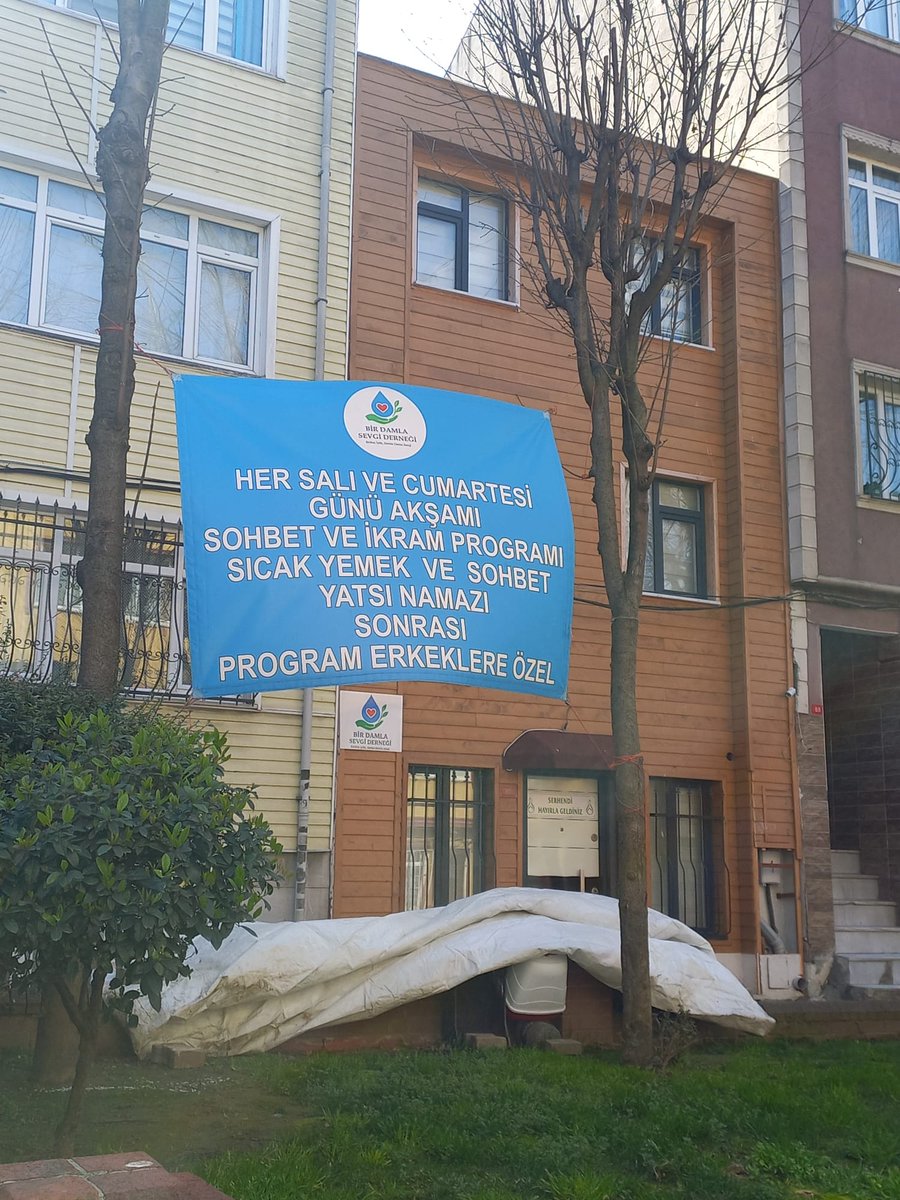 BİR DAMLA
SEVGİ DERNEĞİ
HER SALI VE CUMARTESİ
GÜNÜ AKŞAMI
SOHBET VE İKRAM PROGRAMI
SICAK YEMEK VE SOHBET
YATSI NAMAZI
SONRASI
PROGRAM ERKEKLERE ÖZEL
BİR DAMLA
SEVGİ DERNEĞİ
SERHENDİ
HAYIRLA GELDİNİZ